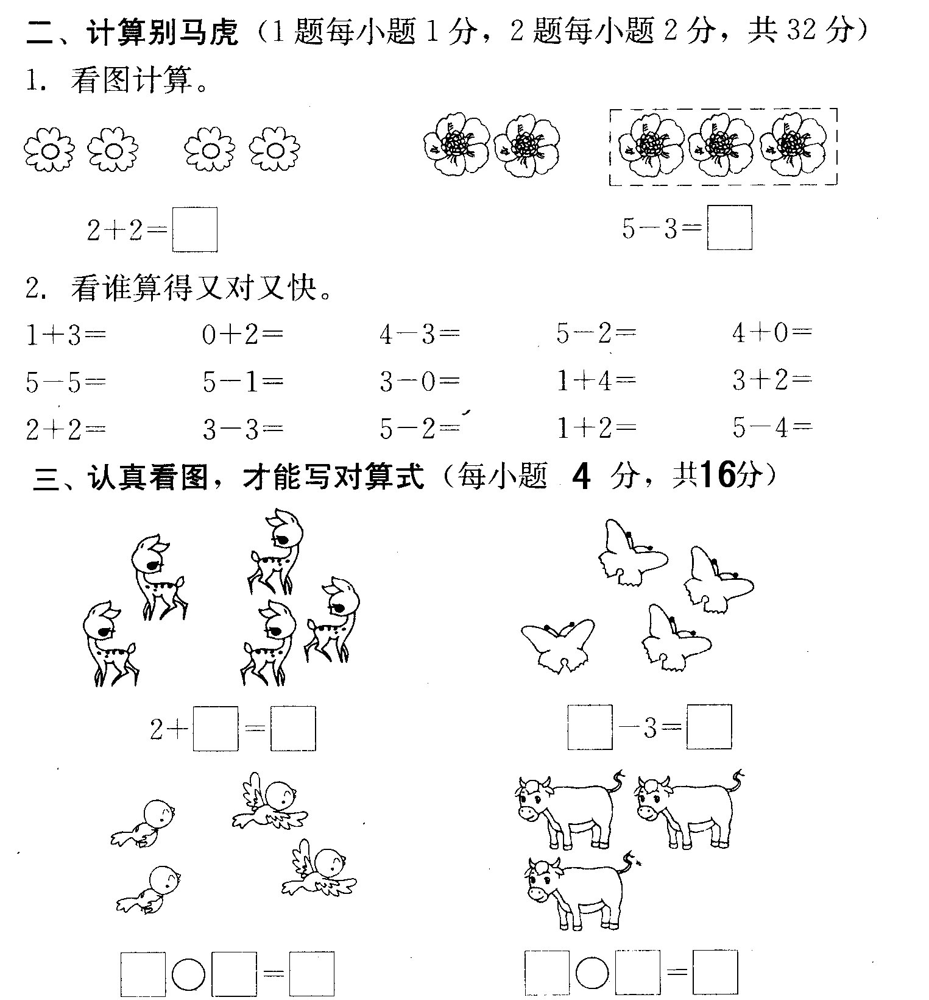 二、计算别马虎（1 题每小题 1 分，2 题每小题 2 分，共 32 分）
1. 看图计算。
2+2=□ 5-3=□
2. 看谁算得又对又快。
1+3= 0+2= 4-3= 5-2= 4+0=
5-5= 5-1= 3-0= 1+4= 3+2=
2+2= 3-3= 5-2= 1+2= 5-4=
三、认真看图，才能写对算式（每小题 4 分，共16分）
2+□=□ □-3=□
□○□=□ □○□=□